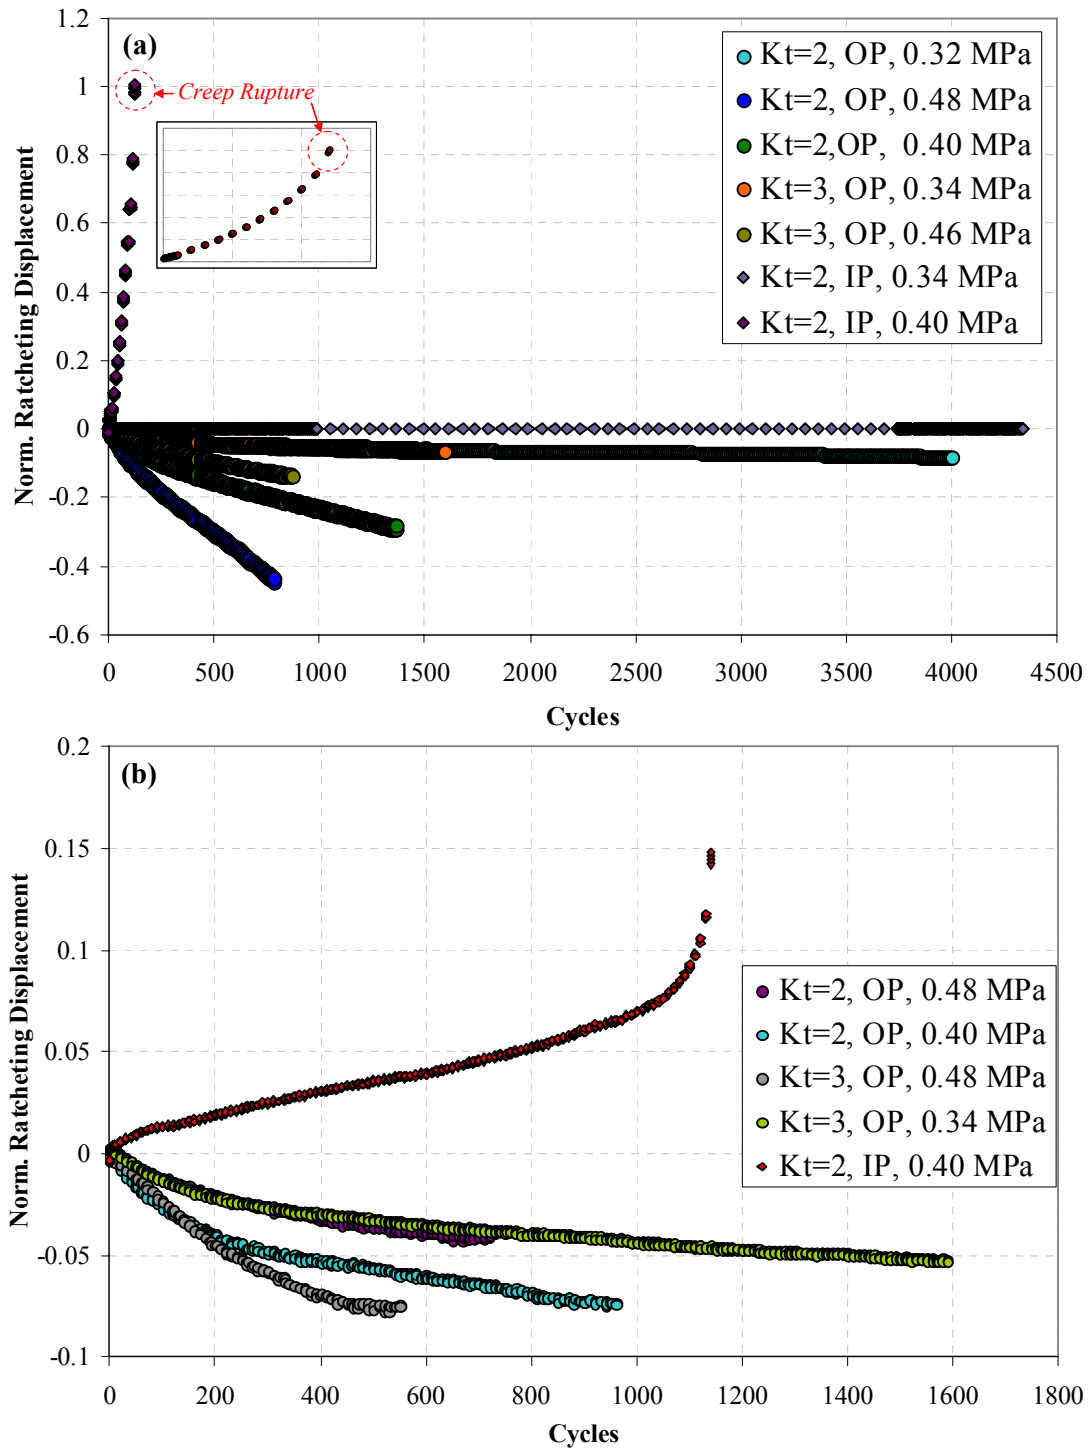 (a)
Creep Rupture
Kt=2, OP, 0.32 MPa
Kt=2, OP, 0.48 MPa
Kt=2,OP, 0.40 MPa
Kt=3, OP, 0.34 MPa
Kt=3, OP, 0.46 MPa
Kt=2, IP, 0.34 MPa
Kt=2, IP, 0.40 MPa
Norm. Ratcheting Displacement
1.2
1
0.8
0.6
0.4
0.2
0
-0.2
-0.4
-0.6
0 500 1000 1500 2000 2500 3000 3500 4000 4500
Cycles
(b)
Kt=2, OP, 0.48 MPa
Kt=2, OP, 0.40 MPa
Kt=3, OP, 0.48 MPa
Kt=3, OP, 0.34 MPa
Kt=2, IP, 0.40 MPa
Norm. Ratcheting Displacement
0.2
0.15
0.1
0.05
0
-0.05
-0.1
0 200 400 600 800 1000 1200 1400 1600 1800
Cycles